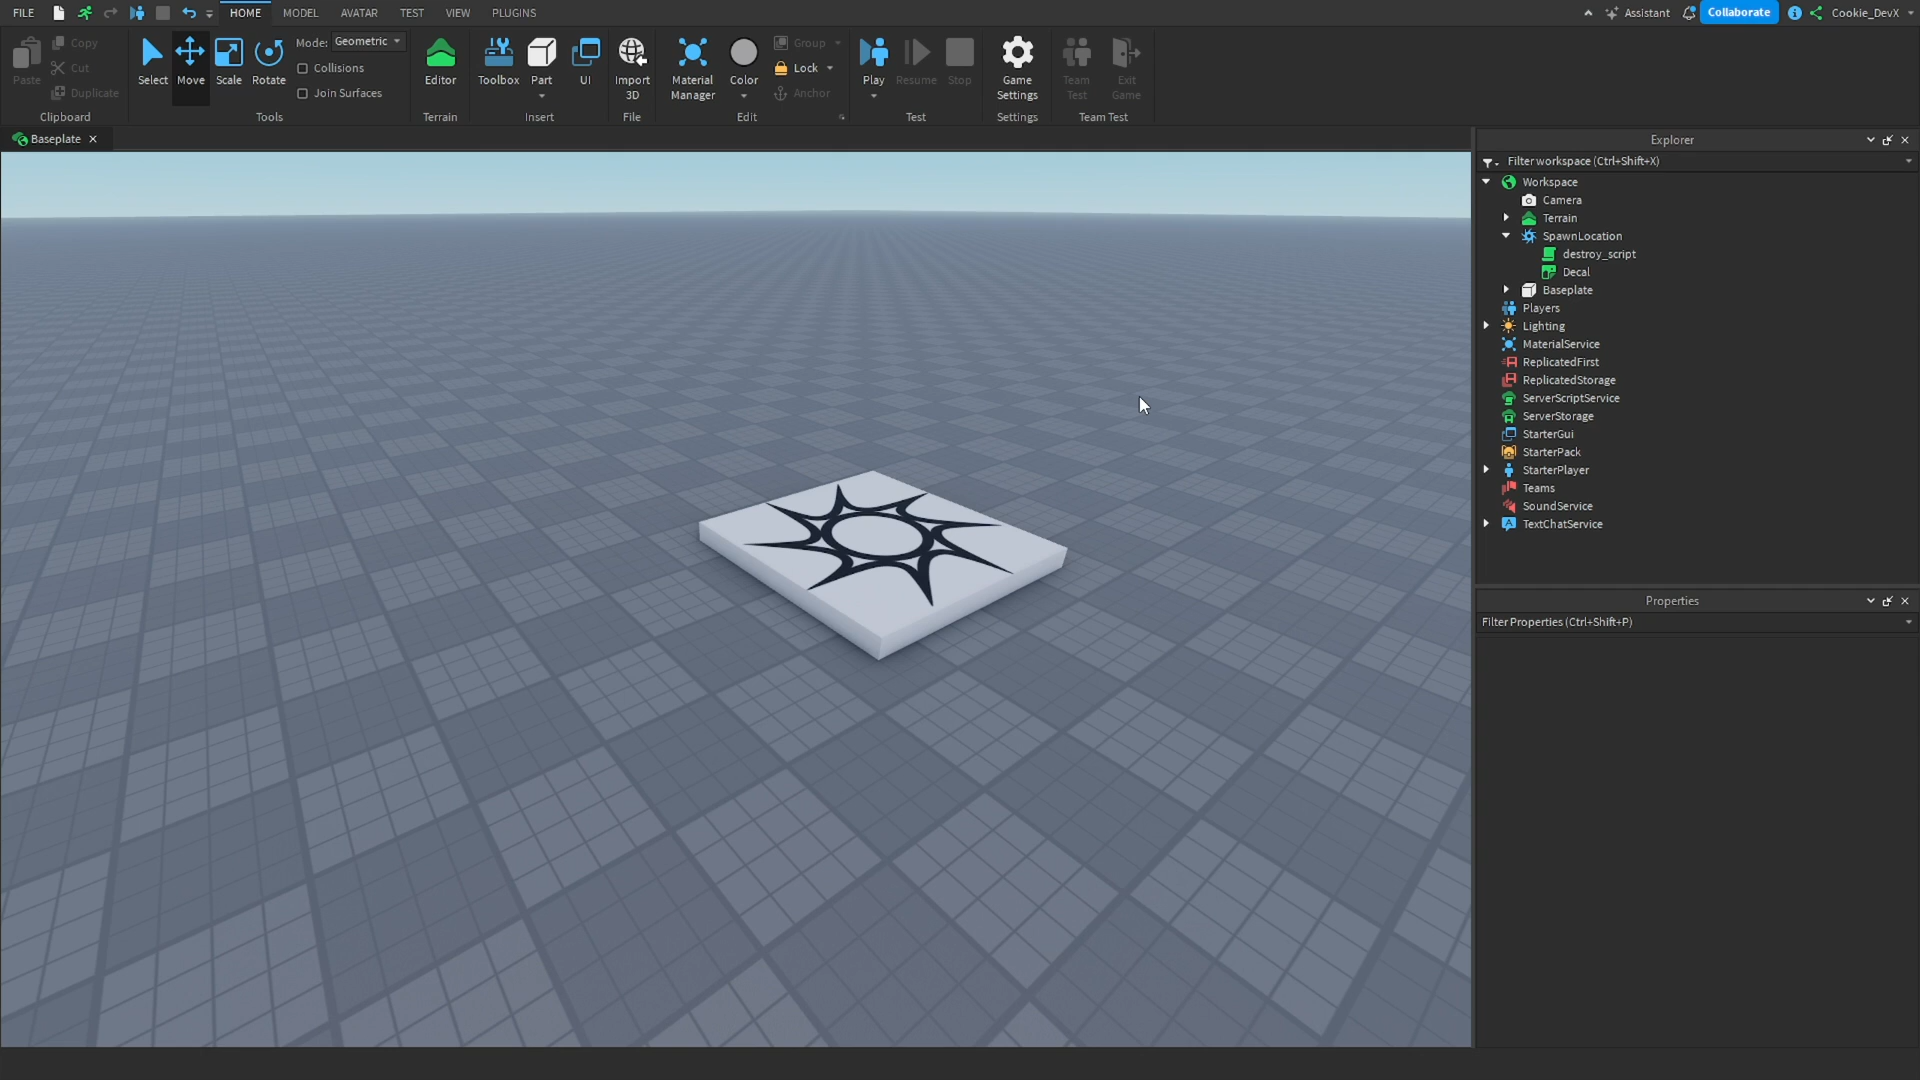 FILE HOME MODEL AVATAR TEST VIEW PLUGINS Assistant Collaborate Cookie_DevX
Paste Copy Cut Duplicate
Clipboard
Select Move Scale Rotate Mode: Geometric
Collisions
Join Surfaces
Tools
Editor
Terrain
Toolbox Part UI
Insert
Import 3D
File
Material Manager Color Group
Lock
Anchor
Edit
Play Resume Stop
Test
Game Settings
Settings
Team Test Exit Game
Team Test
Baseplate
Explorer
Filter workspace (Ctrl+Shift+X)
Workspace
Camera
Terrain
SpawnLocation
destroy_script
Decal
Baseplate
Players
Lighting
MaterialService
ReplicatedFirst
ReplicatedStorage
ServerScriptService
ServerStorage
StarterGui
StarterPack
StarterPlayer
Teams
SoundService
TextChatService
Properties
Filter Properties (Ctrl+Shift+P)